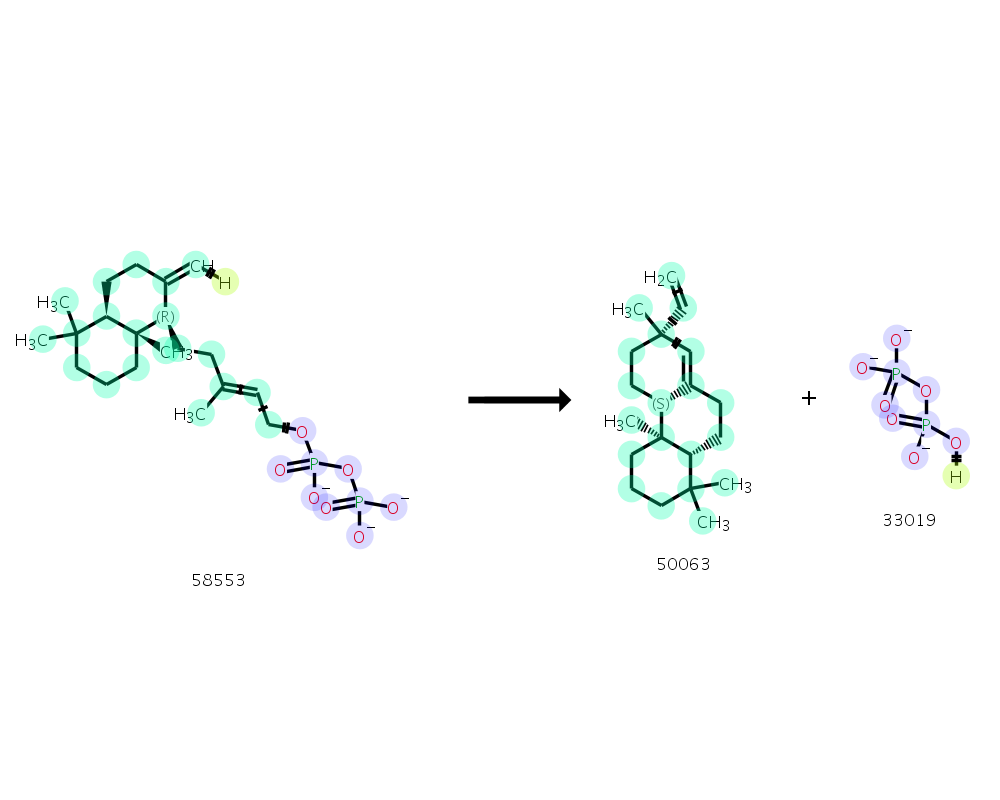 CH
H
H₃C
(R)
H₃C
CH₃
H₃C
O
O
P
O
O⁻
O
P
O⁻
O⁻
58553
H₂C
H₃C
(S)
H₃C
CH₃
CH₃
50063
+
O⁻
O⁻
P
O
O
O
P
O
O⁻
H
33019